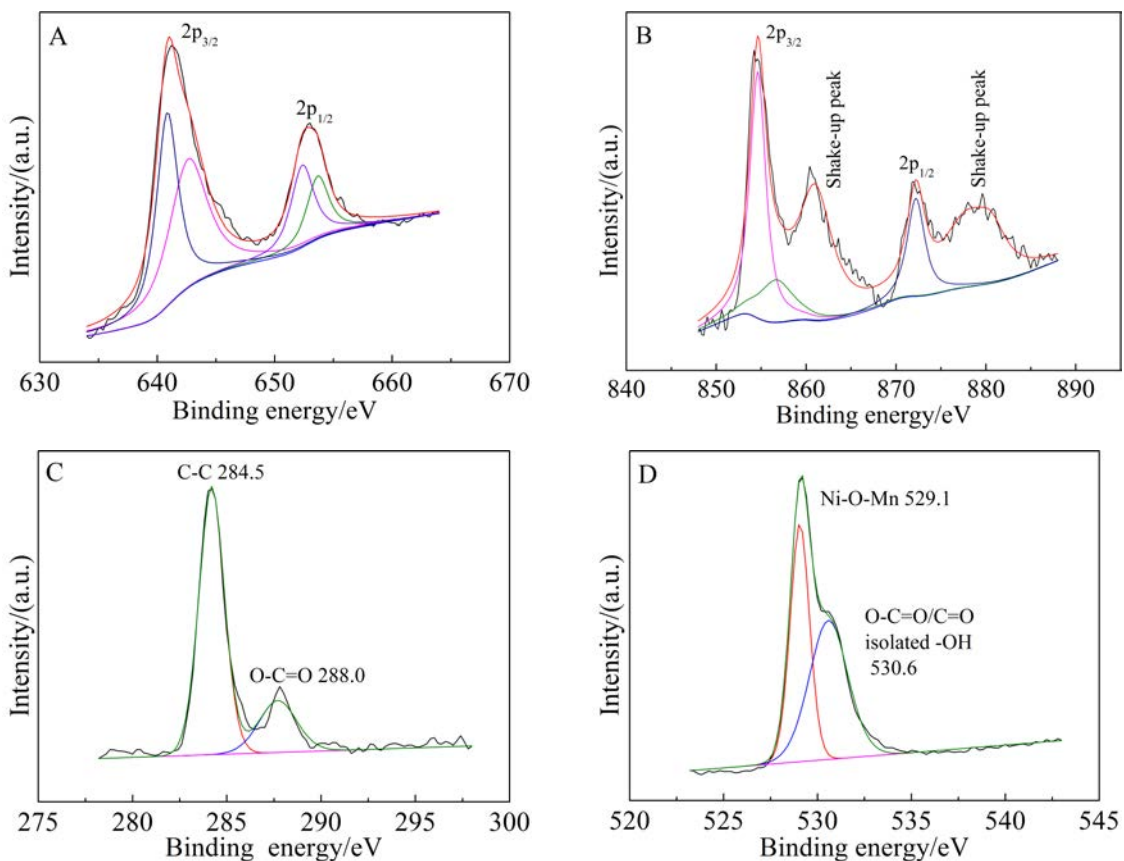 A
2p3/2
2p1/2
Intensity/(a.u.)
630 640 650 660 670
Binding energy/eV
B
2p3/2
Shake-up peak
2p1/2
Shake-up peak
Intensity/(a.u.)
840 850 860 870 880 890
Binding energy/eV
C
C-C 284.5
O-C=O 288.0
Intensity/(a.u.)
275 280 285 290 295 300
Binding energy/eV
D
Ni-O-Mn 529.1
O-C=O/C=O
isolated -OH
530.6
Intensity/(a.u.)
520 525 530 535 540 545
Binding energy/eV